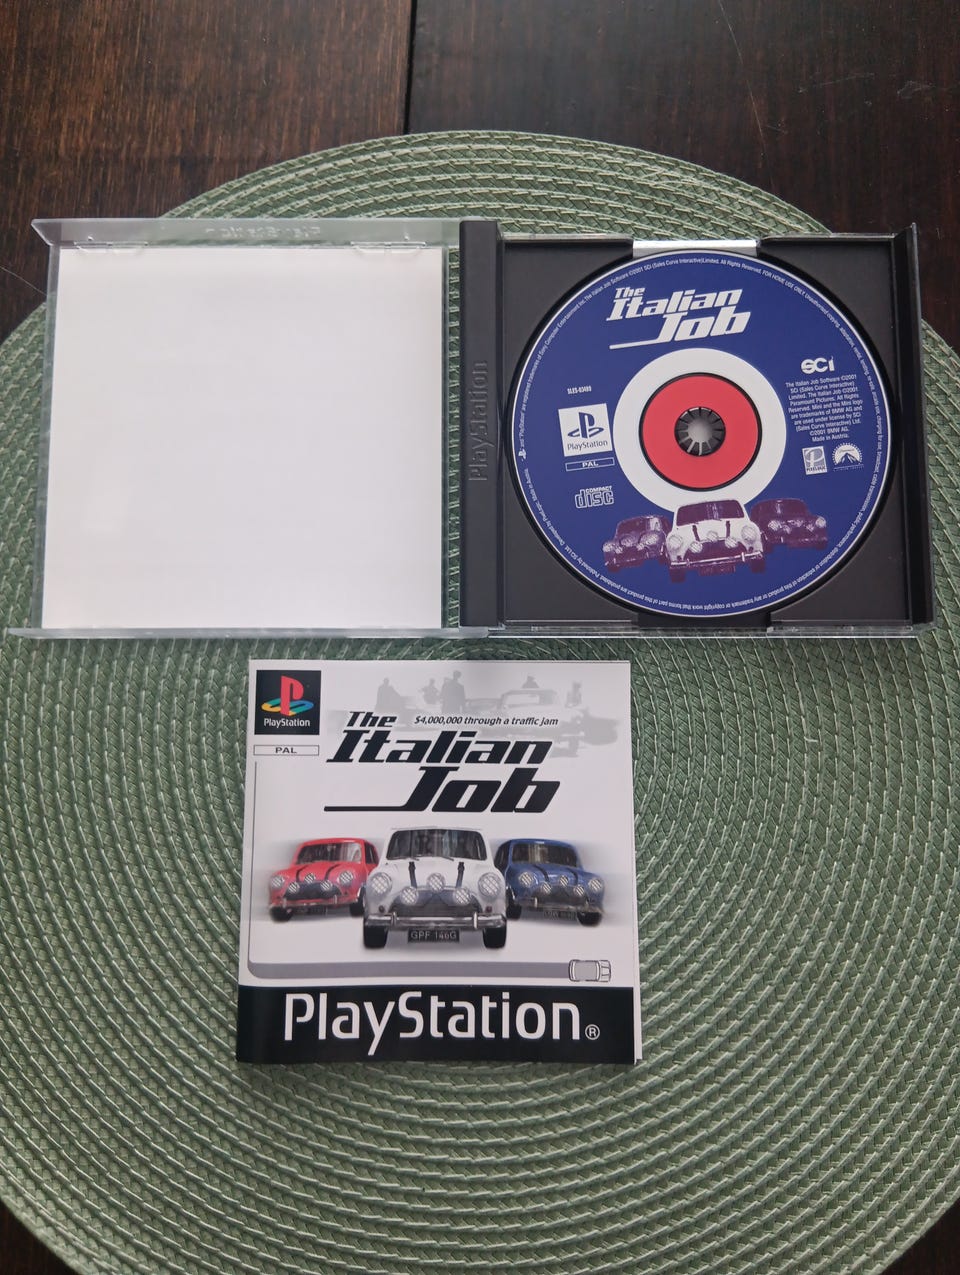 PlayStation
The
Italian
Job
SCi
SLES-03489
PlayStation
PAL
COMPACT
disc
The Italian Job Software ©2001
SCi (Sales Curve Interactive)
Limited. The Italian Job ©2001
Paramount Pictures. All Rights
Reserved. Mini and the Mini logo
are trademarks of BMW AG and
are used under license by SCi
(Sales Curve Interactive) Ltd.
©2001 BMW AG.
Made in Austria.
PlayStation
PAL
$4,000,000 through a traffic jam
The
Italian
Job
GPF 146G
PlayStation®